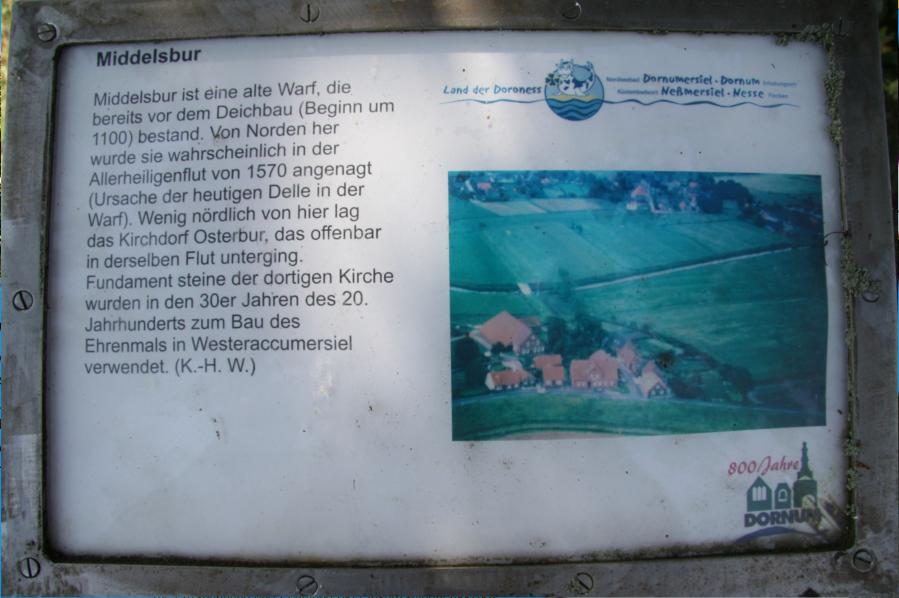 Middelsbur
Middelsbur ist eine alte Warf, die
bereits vor dem Deichbau (Beginn um
1100) bestand. Von Norden her
wurde sie wahrscheinlich in der
Allerheiligenflut von 1570 angenagt
(Ursache der heutigen Delle in der
Warf). Wenig nördlich von hier lag
das Kirchdorf Osterbur, das offenbar
in derselben Flut unterging.
Fundament steine der dortigen Kirche
wurden in den 30er Jahren des 20.
Jahrhunderts zum Bau des
Ehrenmals in Westeraccumersiel
verwendet. (K.-H. W.)
Land der Doroness
Nordseebad Dornumersiel · Dornum Erholungsort
Küstenbadeort Neßmersiel · Nesse Flecken
800 Jahre
DORNUM